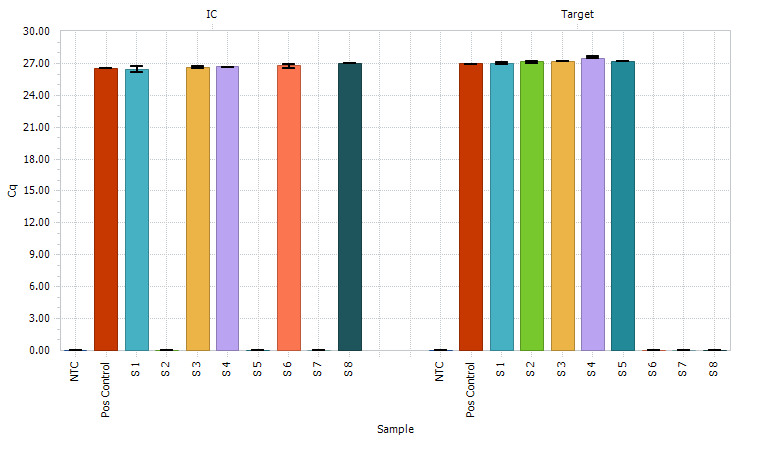 IC Target
30.00
27.00
24.00
21.00
18.00
15.00
12.00
9.00
6.00
3.00
0.00
Cq
NTC Pos Control S 1 S 2 S 3 S 4 S 5 S 6 S 7 S 8 NTC Pos Control S 1 S 2 S 3 S 4 S 5 S 6 S 7 S 8
Sample